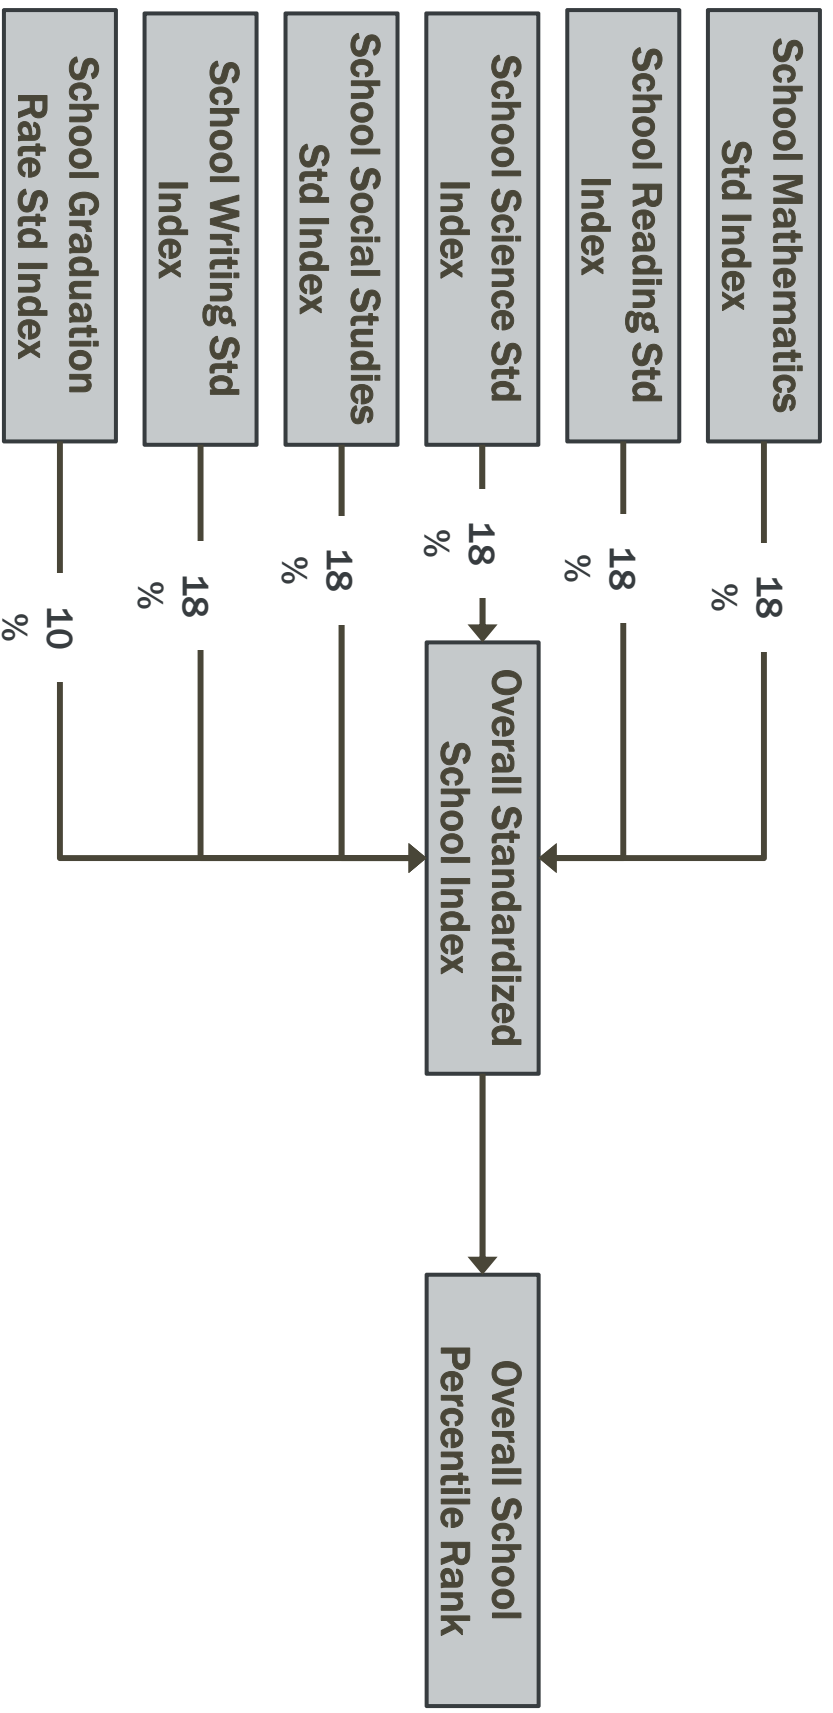 School Mathematics
Std Index
18
%
School Reading Std
Index
18
%
School Science Std
Index
18
%
School Social Studies
Std Index
18
%
School Writing Std
Index
18
%
School Graduation
Rate Std Index
10
%
Overall Standardized
School Index
Overall School
Percentile Rank